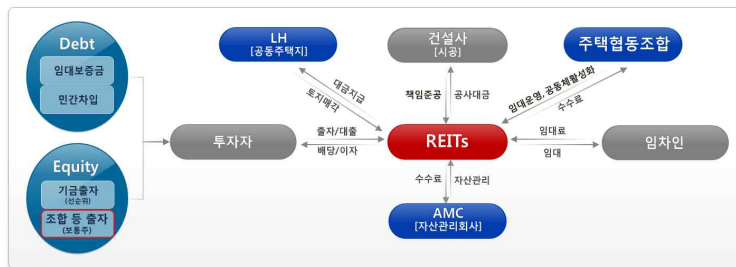 Debt
임대보증금
민간차입
Equity
기금출자
(선순위)
조합 등 출자
(보통주)
투자자
출자/대출
배당/이자
LH
[공동주택지]
대금지급
토지매각
건설사
[시공]
책임준공
공사대금
주택협동조합
임대운영, 공동체활성화
수수료
REITs
임대료
임대
임차인
수수료
자산관리
AMC
[자산관리회사]